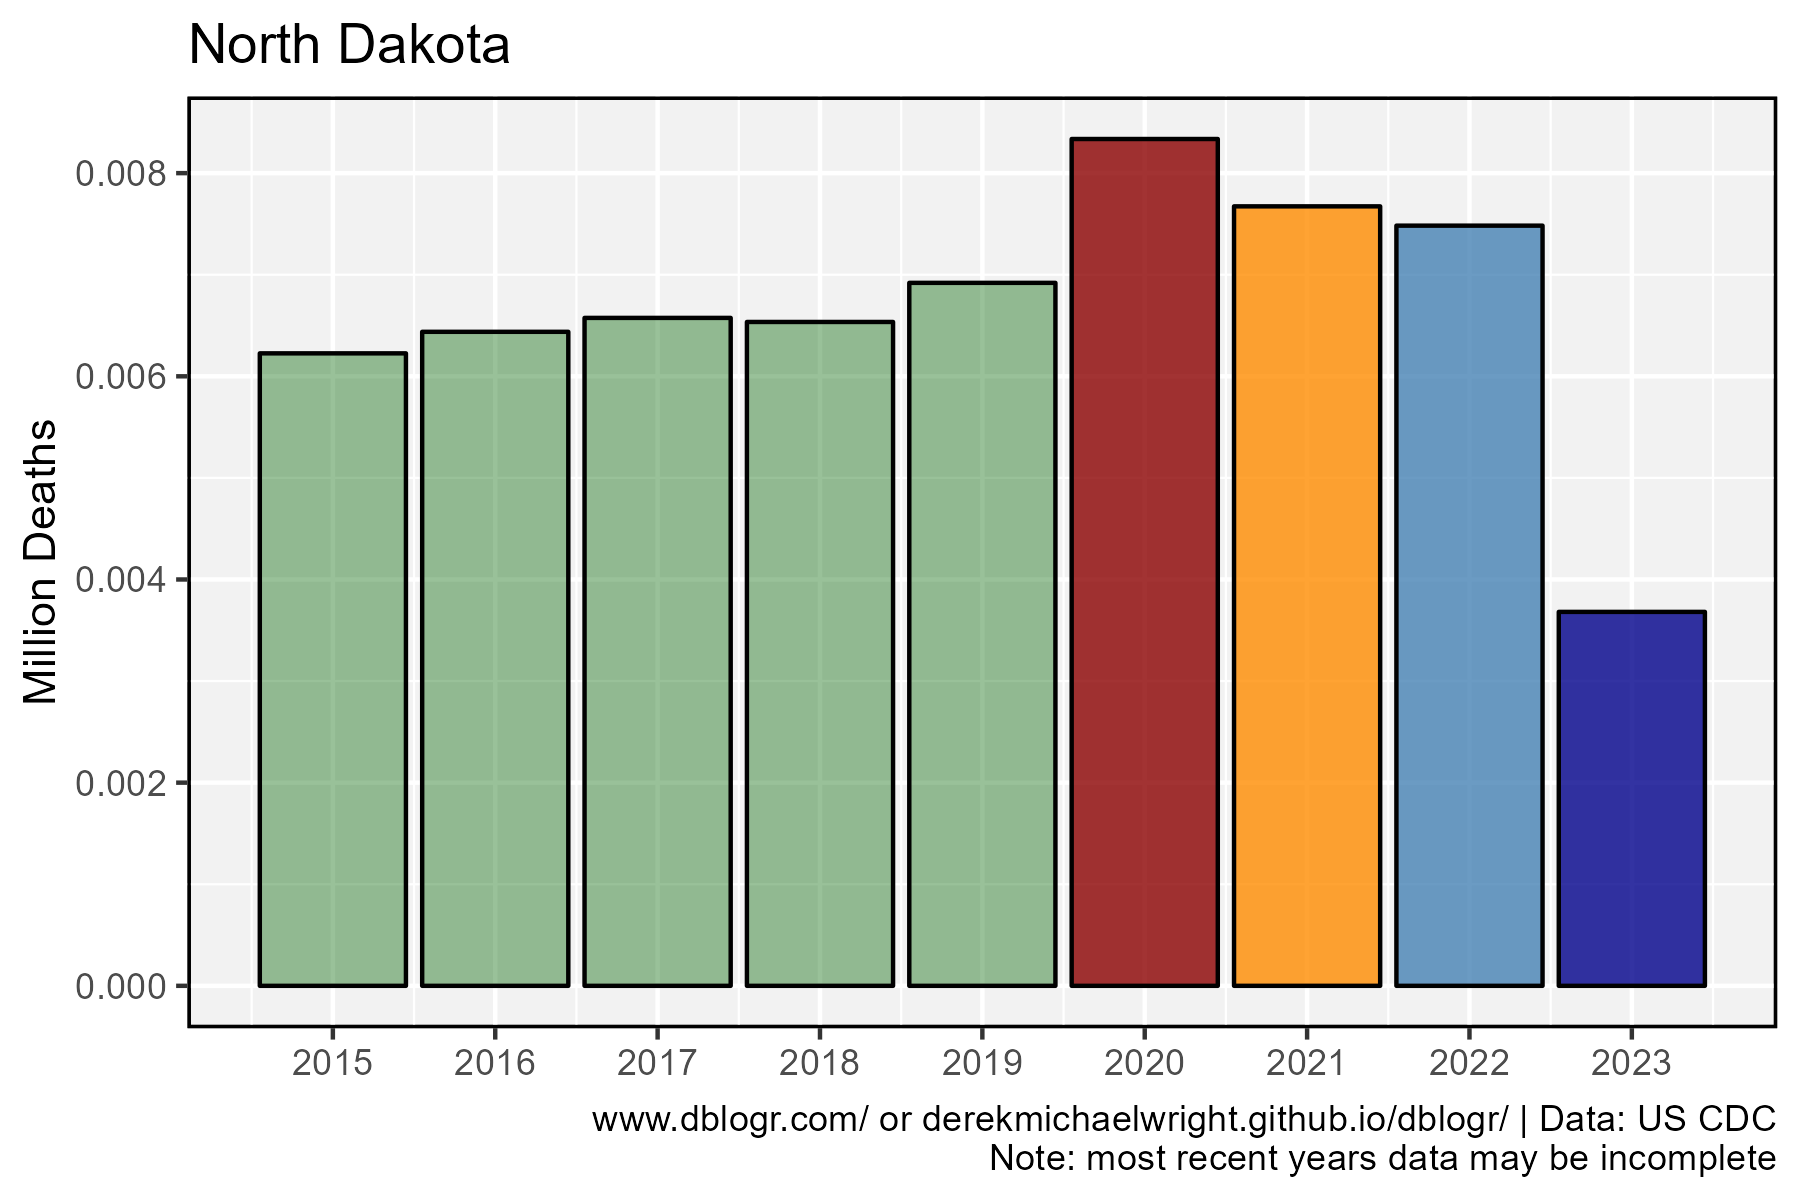 North Dakota
Million Deaths
0.008
0.006
0.004
0.002
0.000
2015 2016 2017 2018 2019 2020 2021 2022 2023
www.dblogr.com/ or derekmichaelwright.github.io/dblogr/ | Data: US CDC
Note: most recent years data may be incomplete